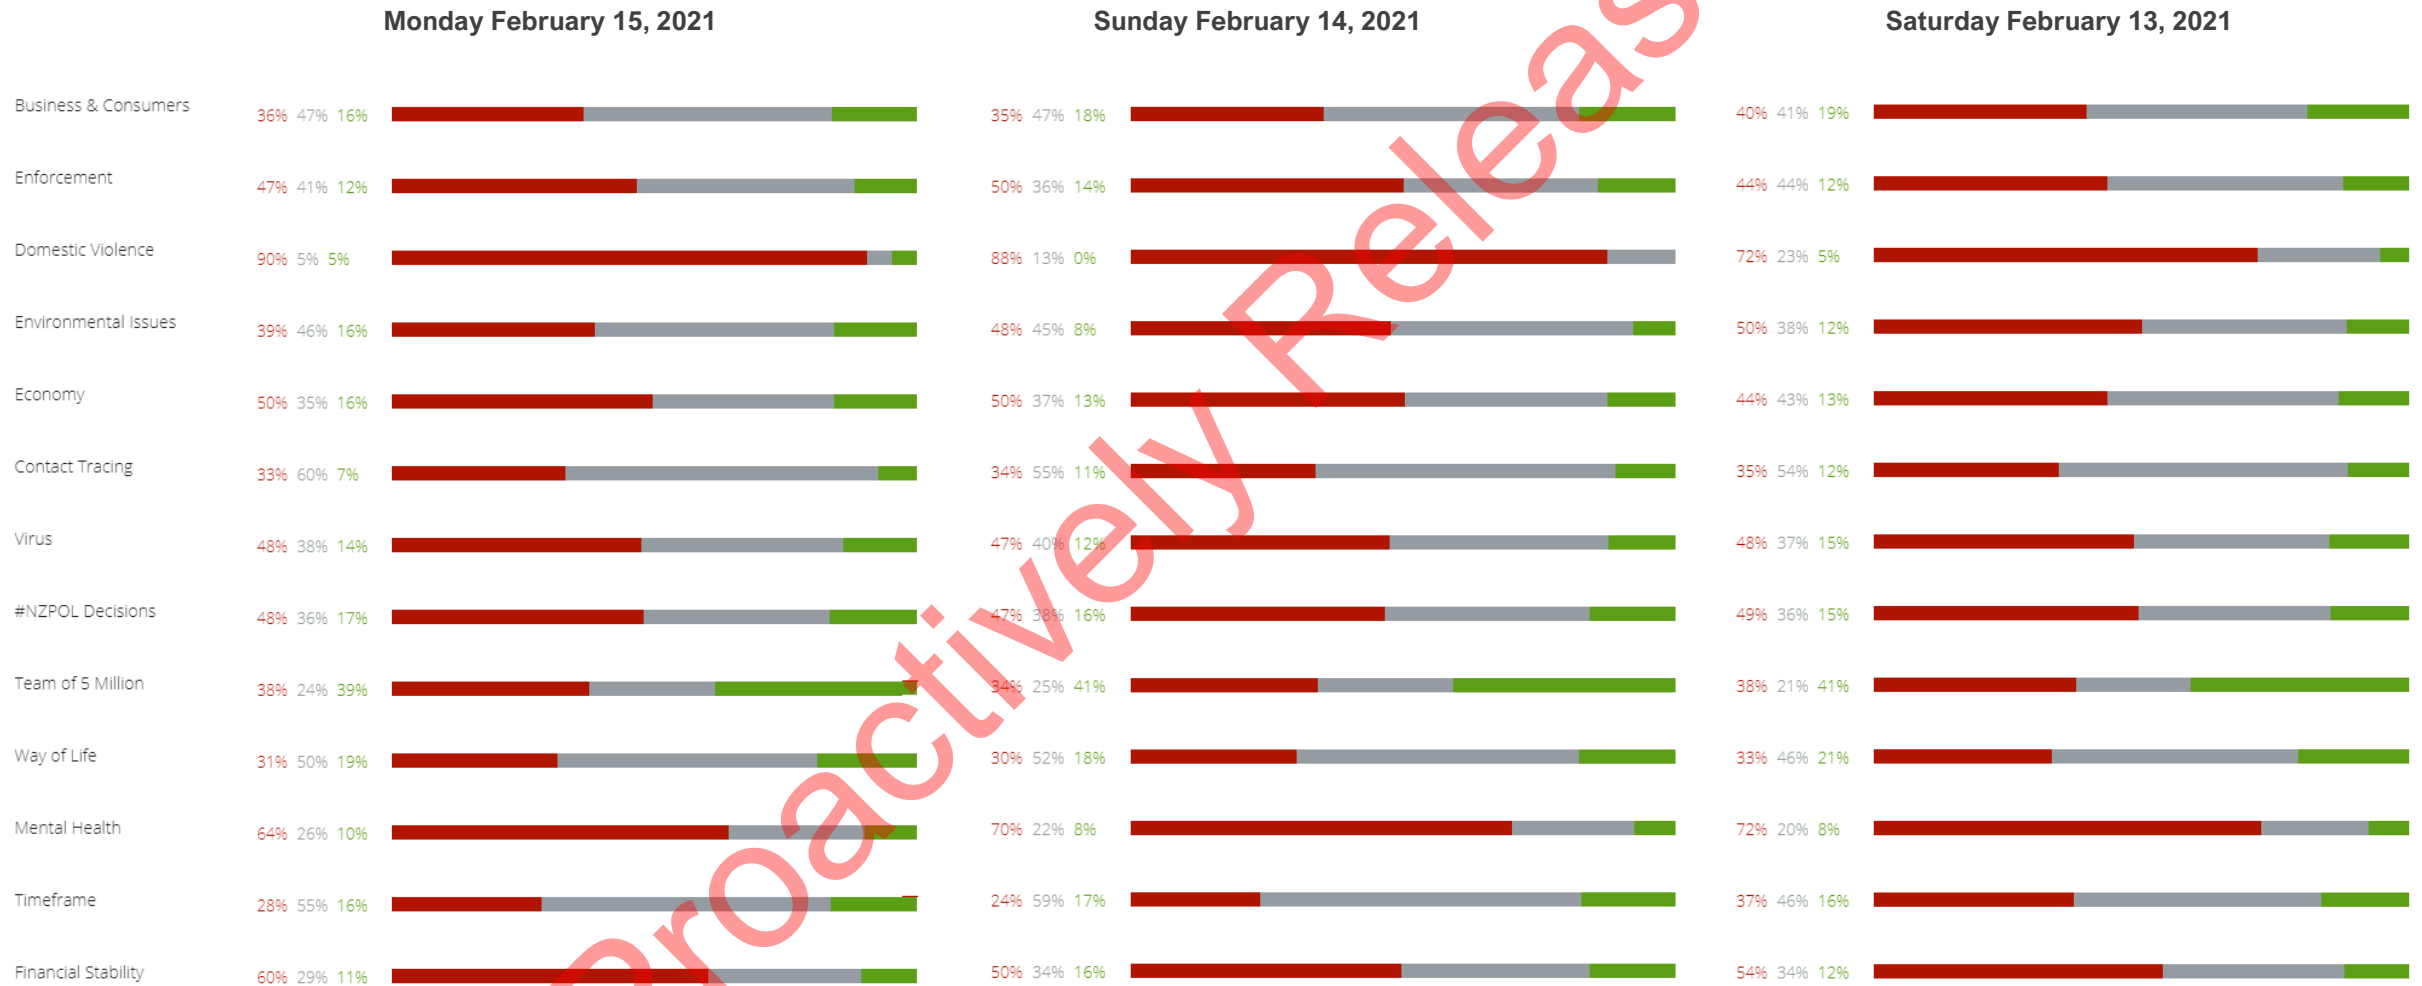 Monday February 15, 2021 Sunday February 14, 2021 Saturday February 13, 2021
Business & Consumers 36% 47% 16% 35% 47% 18% 40% 41% 19%
Enforcement 47% 41% 12% 50% 36% 14% 44% 44% 12%
Domestic Violence 90% 5% 5% 88% 13% 0% 72% 23% 5%
Environmental Issues 39% 46% 16% 48% 45% 8% 50% 38% 12%
Economy 50% 35% 16% 50% 37% 13% 44% 43% 13%
Contact Tracing 33% 60% 7% 34% 55% 11% 35% 54% 12%
Virus 48% 38% 14% 47% 40% 12% 48% 37% 15%
#NZPOL Decisions 48% 36% 17% 47% 38% 16% 49% 36% 15%
Team of 5 Million 38% 24% 39% 34% 25% 41% 38% 21% 41%
Way of Life 31% 50% 19% 30% 52% 18% 33% 46% 21%
Mental Health 64% 26% 10% 70% 22% 8% 72% 20% 8%
Timeframe 28% 55% 16% 24% 59% 17% 37% 46% 16%
Financial Stability 60% 29% 11% 50% 34% 16% 54% 34% 12%
Proactively Releas